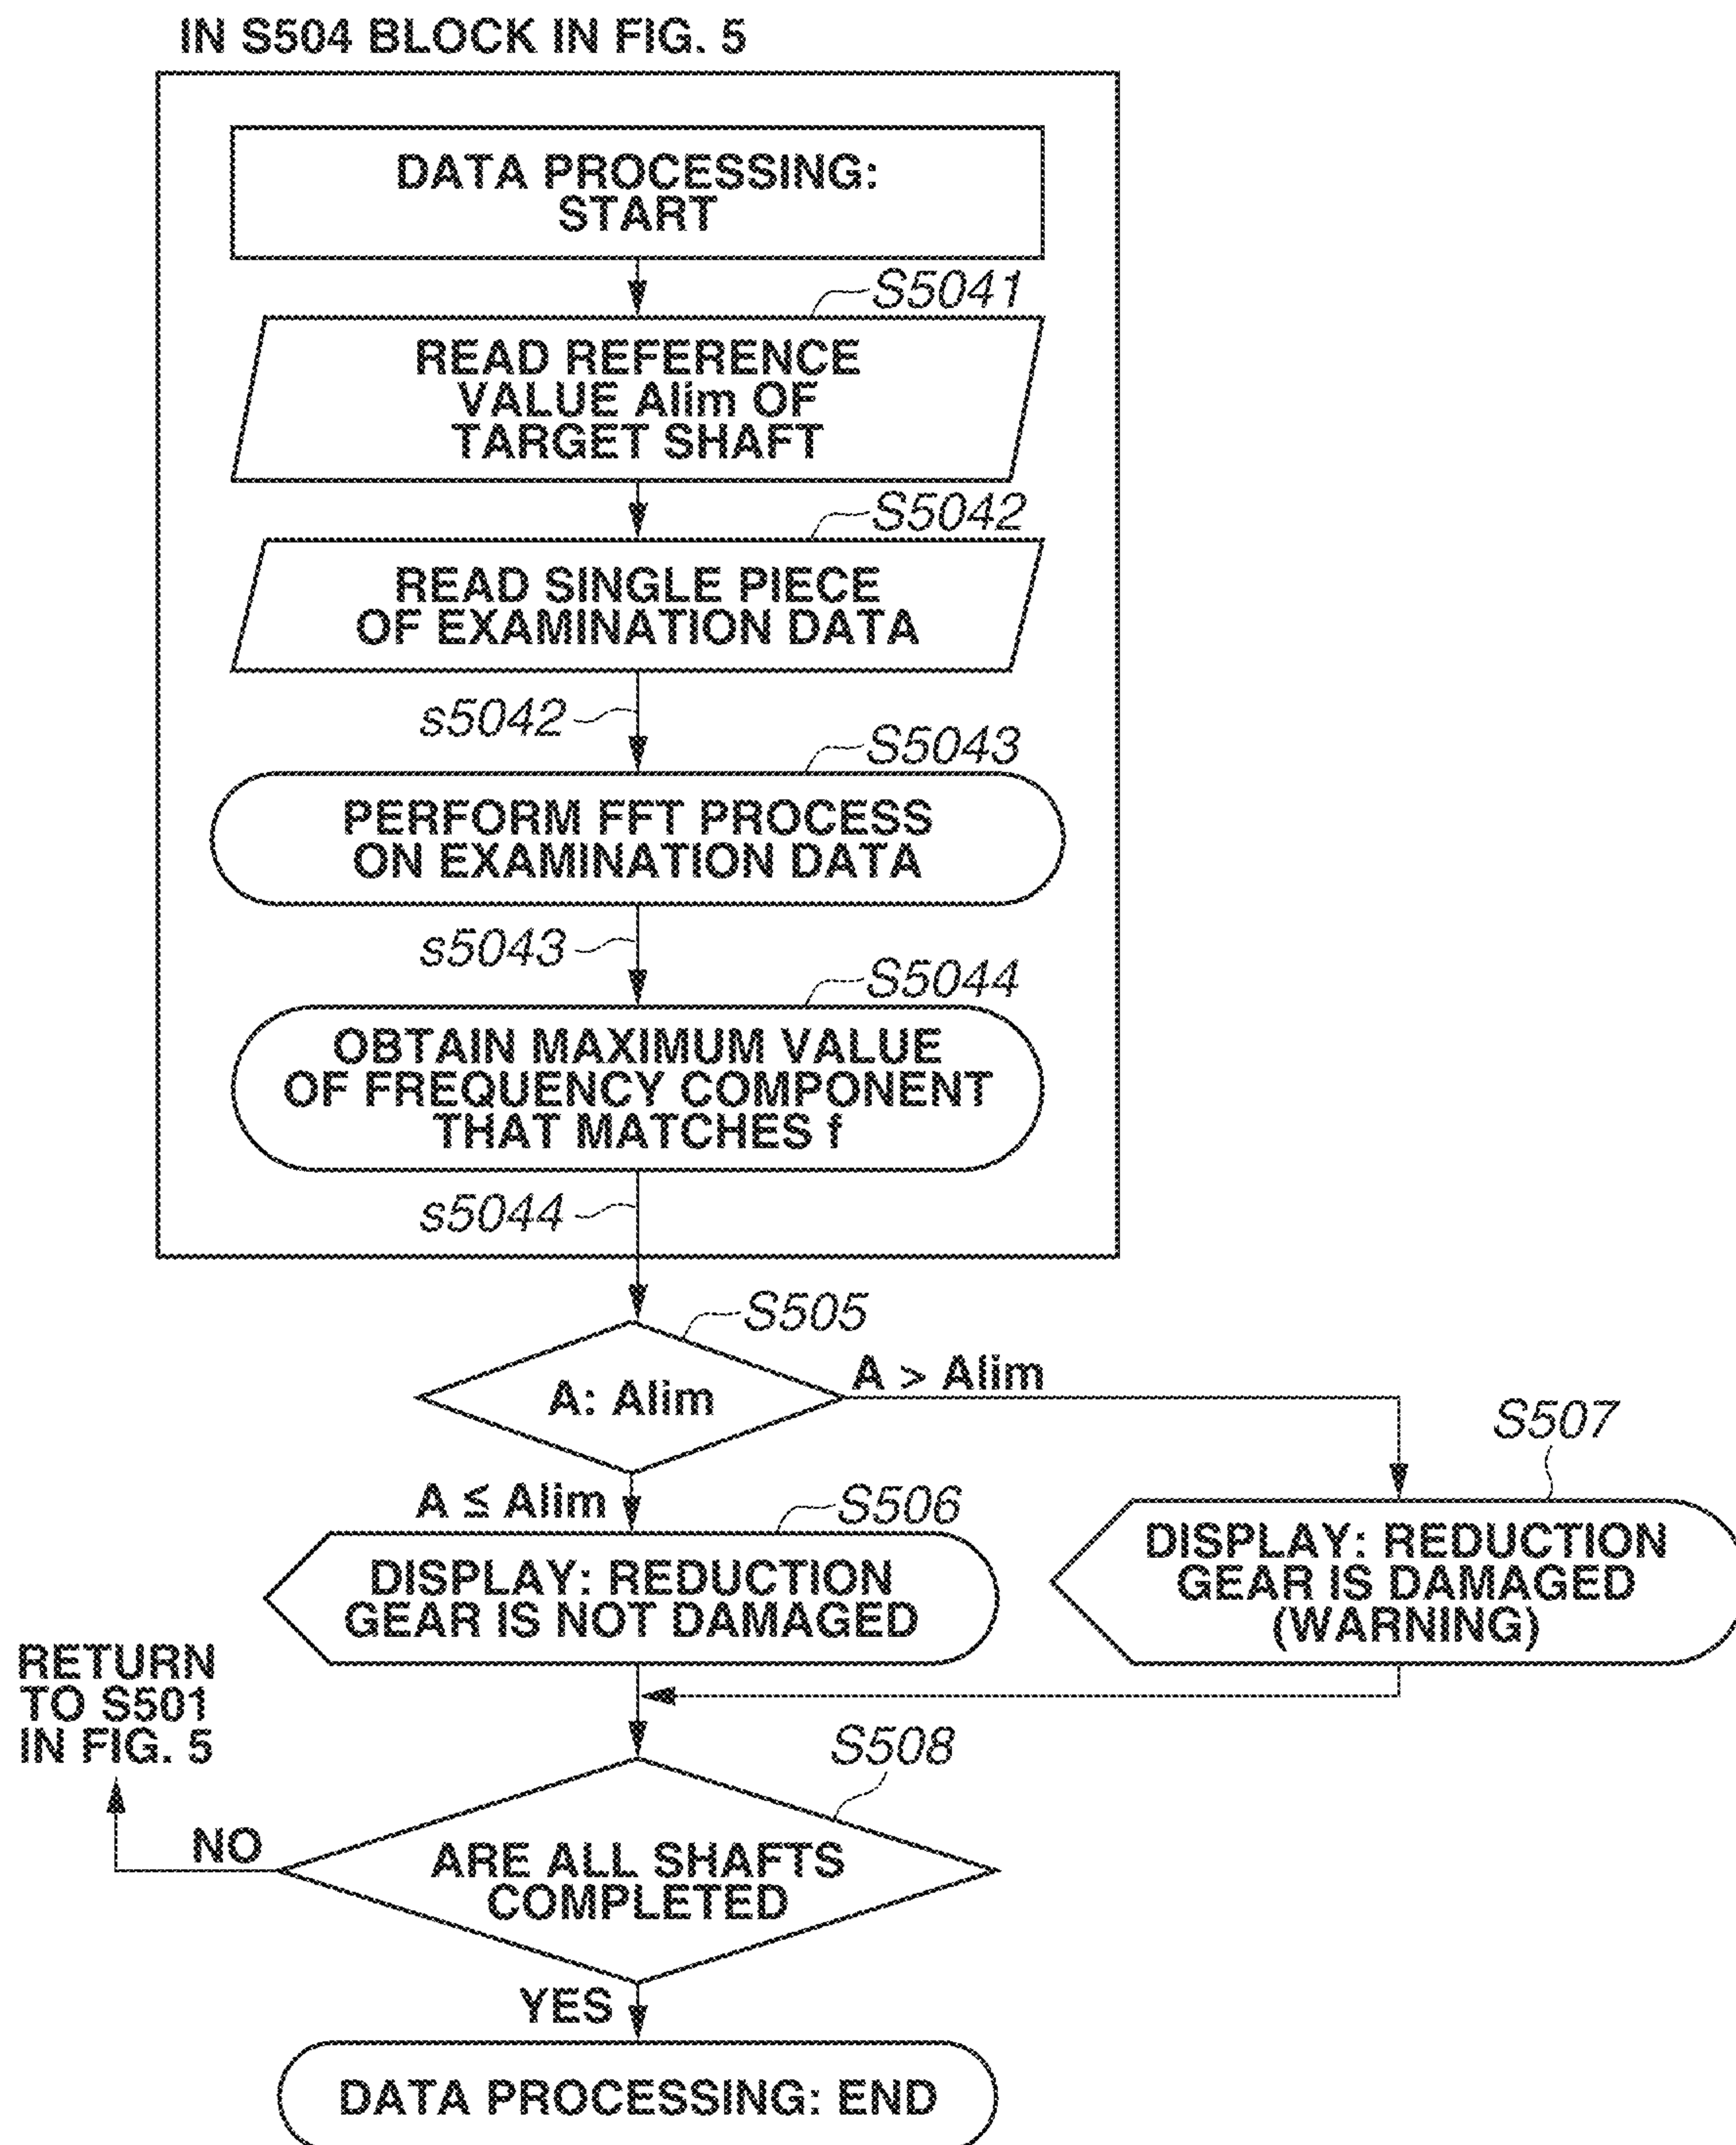 IN S504 BLOCK IN FIG. 5
DATA PROCESSING:
START
S5041
READ REFERENCE
VALUE Alim OF
TARGET SHAFT
S5042
READ SINGLE PIECE
OF EXAMINATION DATA
s5042
S5043
PERFORM FFT PROCESS
ON EXAMINATION DATA
s5043
S5044
OBTAIN MAXIMUM VALUE
OF FREQUENCY COMPONENT
THAT MATCHES f
s5044
S505
A: Alim
A > Alim
S507
A ≤ Alim
S506
DISPLAY: REDUCTION
GEAR IS NOT DAMAGED
DISPLAY: REDUCTION
GEAR IS DAMAGED
(WARNING)
RETURN
TO S501
IN FIG. 5
S508
NO
ARE ALL SHAFTS
COMPLETED
YES
DATA PROCESSING: END